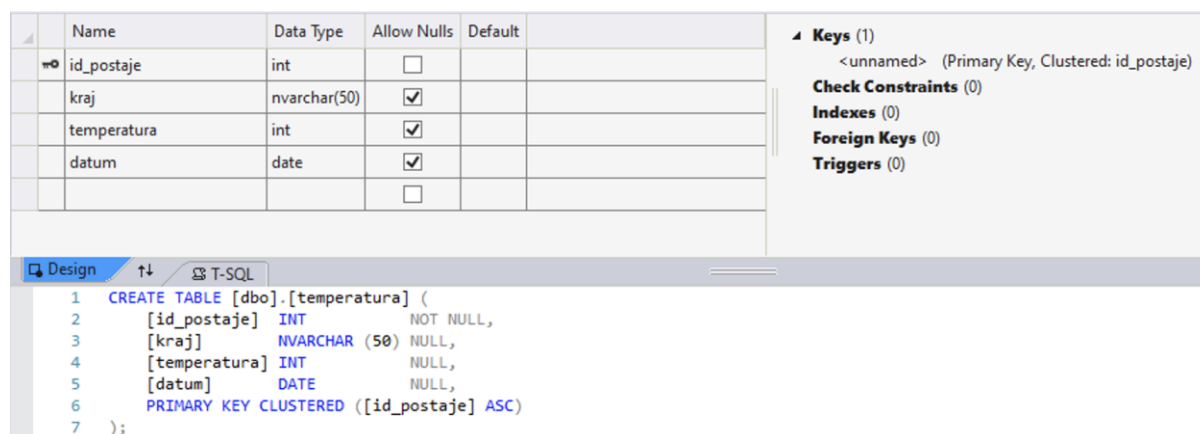 Name Data Type Allow Nulls Default
id_postaje int
kraj nvarchar(50)
temperatura int
datum date
Keys (1)
<unnamed> (Primary Key, Clustered: id_postaje)
Check Constraints (0)
Indexes (0)
Foreign Keys (0)
Triggers (0)
Design T-SQL
1 CREATE TABLE [dbo].[temperatura] (
2 [id_postaje] INT NOT NULL,
3 [kraj] NVARCHAR (50) NULL,
4 [temperatura] INT NULL,
5 [datum] DATE NULL,
6 PRIMARY KEY CLUSTERED ([id_postaje] ASC)
7 );